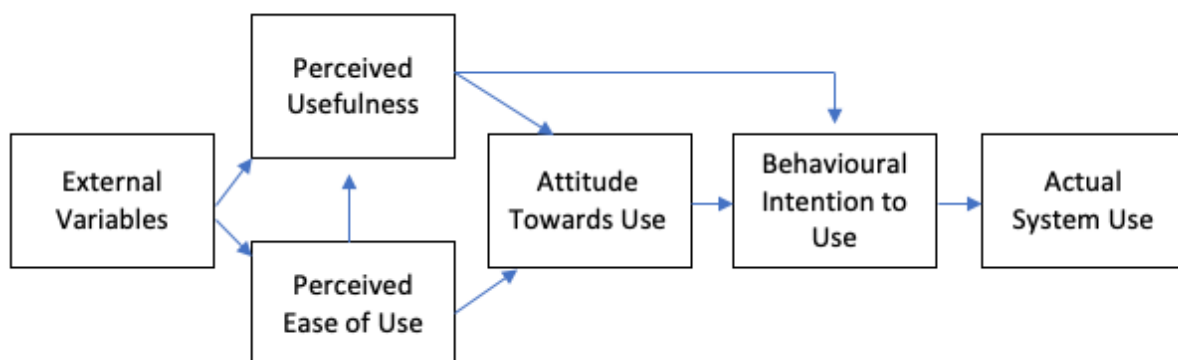 Perceived
Usefulness
External
Variables
Perceived
Ease of Use
Attitude
Towards Use
Behavioural
Intention to
Use
Actual
System Use